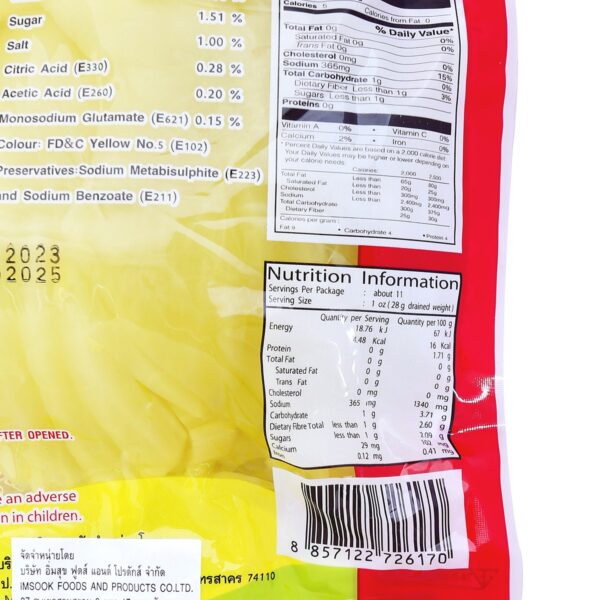 Sugar 1.51 %
Salt 1.00 %
Citric Acid (E330) 0.28 %
Acetic Acid (E260) 0.20 %
Monosodium Glutamate (E621) 0.15 %
Colour: FD&C Yellow No.5 (E102)
Preservatives:Sodium Metabisulphite (E223)
and Sodium Benzoate (E211)
2023
2025
FTER OPENED.
e an adverse
n in children.
จัดจำหน่ายโดย
บริษัท อิ่มสุข ฟูดส์ แอนด์ โปรดักส์ จำกัด
IMSOOK FOODS AND PRODUCTS CO.,LTD.
ทรสาคร 74110
Calories 5 Calories from Fat 0
% Daily Value*
Total Fat 0g 0%
Saturated Fat 0g 0%
Trans Fat 0g
Cholesterol 0mg 0%
Sodium 365mg 15%
Total Carbohydrate 1g 0%
Dietary Fiber Less than 1g 3%
Sugars Less than 1g
Proteins 0g
Vitamin A 0% • Vitamin C 0%
Calcium 2% • Iron 0%
* Percent Daily Values are based on a 2,000 calorie diet.
Your Daily Values may be higher or lower depending on
your calorie needs:
Calories: 2,000 2,500
Total Fat Less than 65g 80g
Saturated Fat Less than 20g 25g
Cholesterol Less than 300mg 300mg
Sodium Less than 2,400mg 2,400mg
Total Carbohydrate 300g 375g
Dietary Fiber 25g 30g
Calories per gram:
Fat 9 • Carbohydrate 4 • Protein 4
Nutrition Information
Servings Per Package : about 11
Serving Size : 1 oz (28 g drained weight)
Quantity per Serving Quantity per 100 g
Energy 18.76 kJ 67 kJ
4.48 Kcal 16 Kcal
Protein 0 g 1.71 g
Total Fat 0 g 0 g
Saturated Fat 0 g 0 g
Trans Fat 0 g 0 g
Cholesterol 0 mg 0 mg
Sodium 365 mg 1340 mg
Carbohydrate 1 g 3.71 g
Dietary Fibre Total less than 1 g 2.60 g
Sugars less than 1 g 2.09 g
Calcium 29 mg 102 mg
Iron 0.12 mg 0.41 mg
8 857122 726170